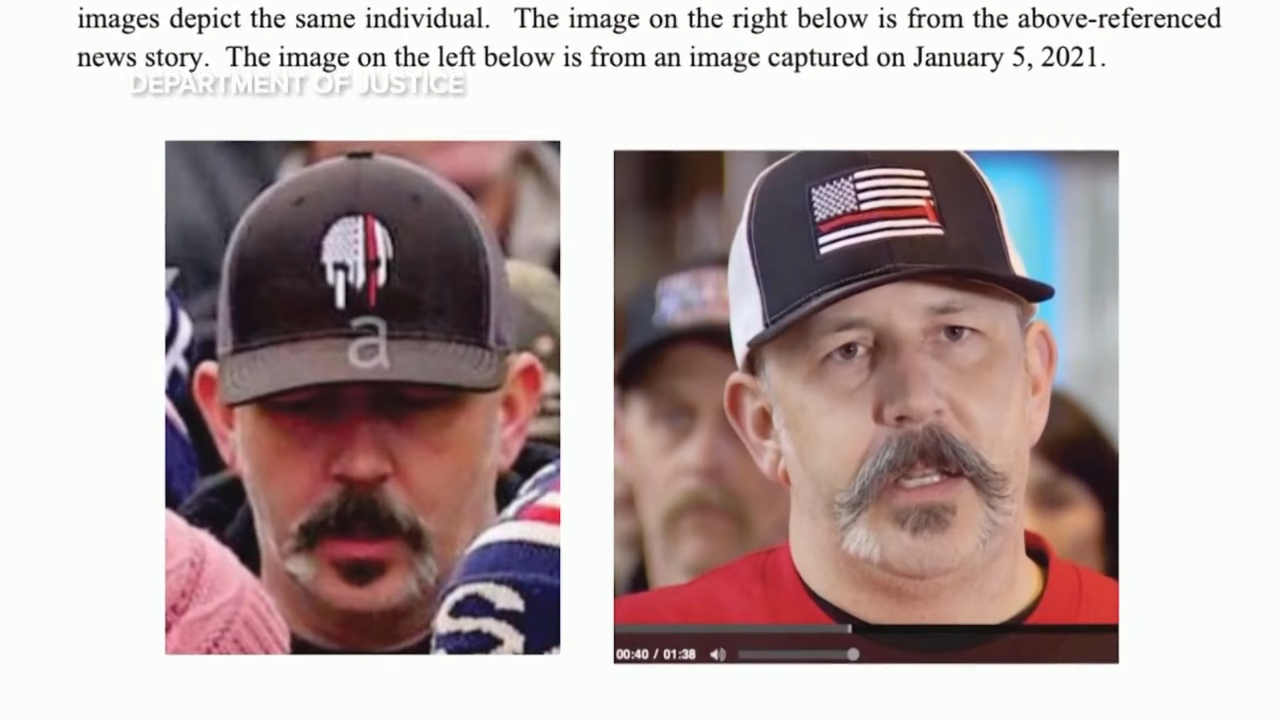 images depict the same individual. The image on the right below is from the above-referenced
news story. The image on the left below is from an image captured on January 5, 2021.
DEPARTMENT OF JUSTICE
a
S
00:40 / 01:38